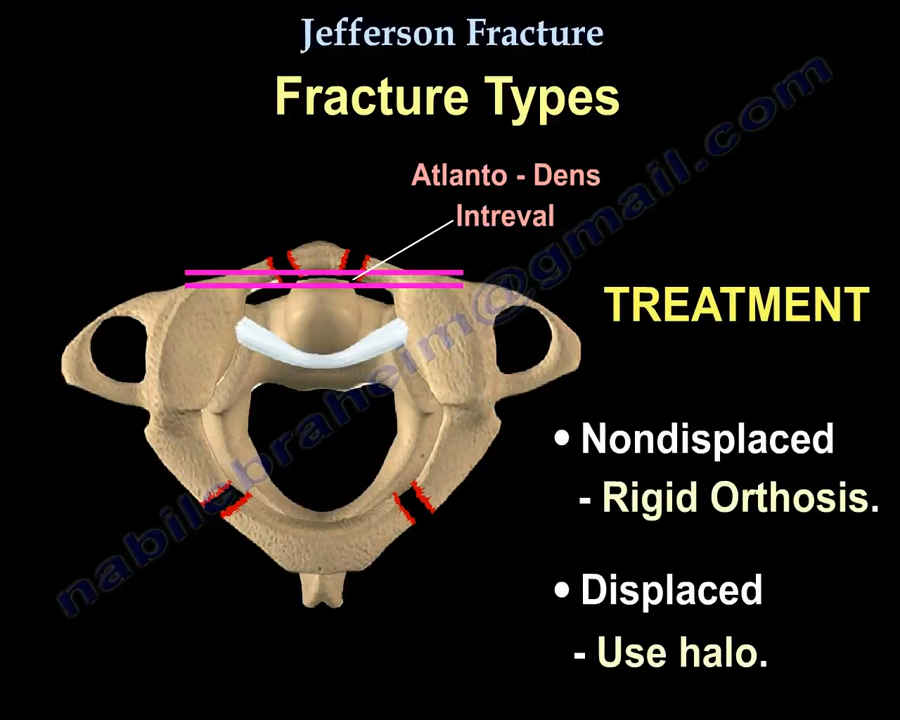 Jefferson Fracture
Fracture Types
Atlanto - Dens
Intreval
TREATMENT
• Nondisplaced
- Rigid Orthosis.
• Displaced
- Use halo.
nabilebraheim@gmail.com